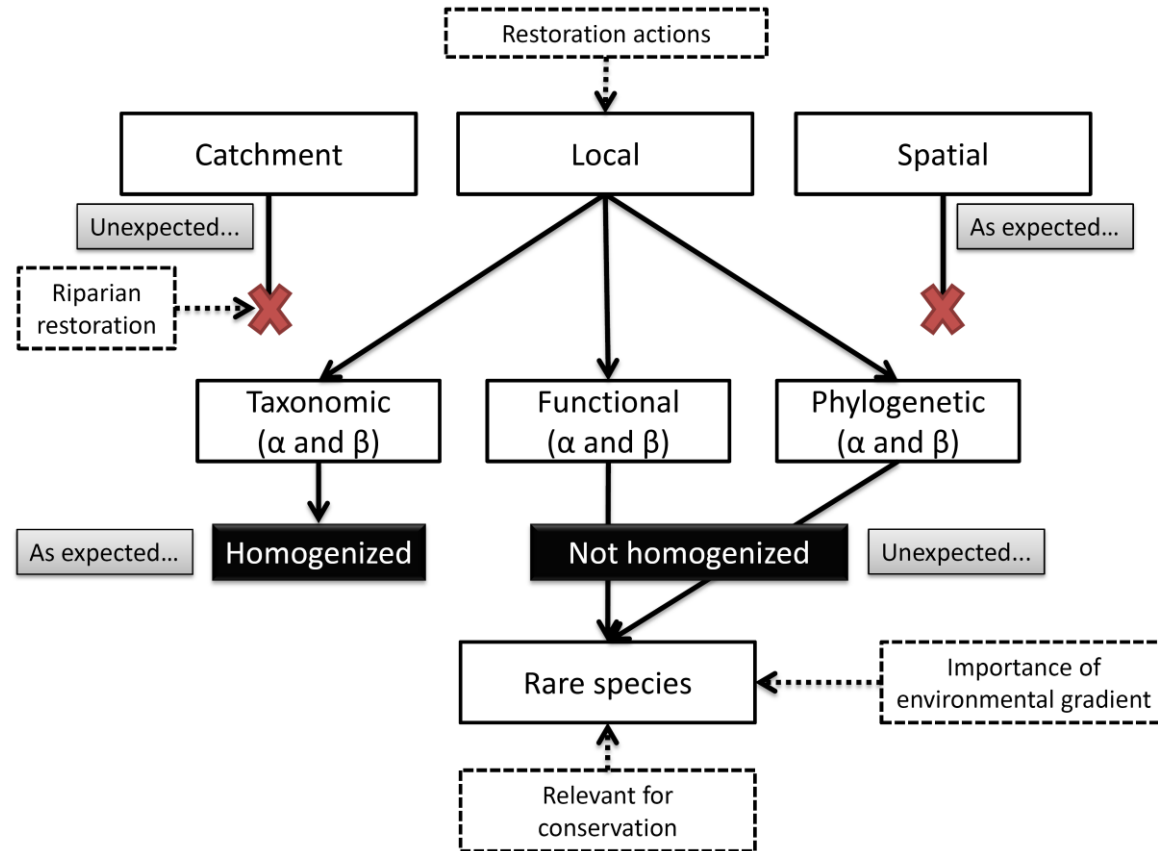 Restoration actions
Catchment
Local
Spatial
Unexpected...
As expected...
Riparian
restoration
Taxonomic
(α and β)
Functional
(α and β)
Phylogenetic
(α and β)
As expected...
Homogenized
Not homogenized
Unexpected...
Rare species
Importance of
environmental gradient
Relevant for
conservation